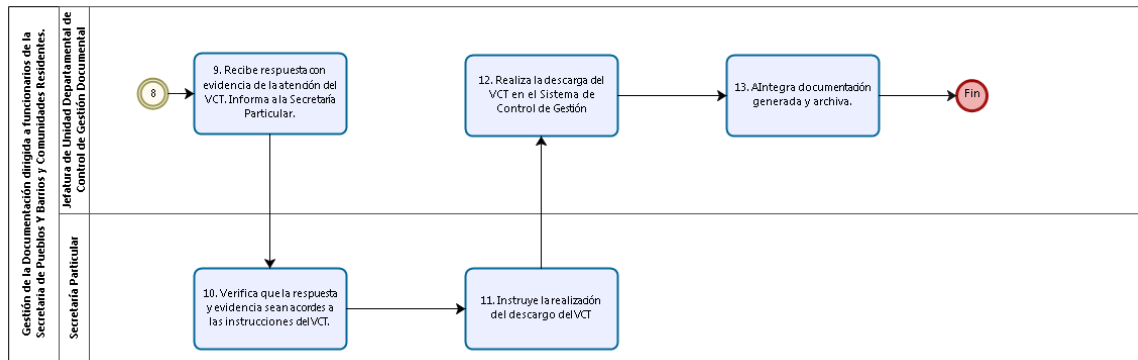 Gestión de la Documentación dirigida a funcionarios de la
Secretaria de Pueblos Y Barrios y Comunidades Residentes.
Jefatura de Unidad Departamental de
Control de Gestión Documental
8
9. Recibe respuesta con
evidencia de la atención del
VCT. Informa a la Secretaría
Particular.
12. Realiza la descarga del
VCT en el Sistema de
Control de Gestión
13. AIntegra documentación
generada y archiva.
Fin
Secretaría Particular
10. Verifica que la respuesta
y evidencia sean acordes a
las instrucciones del VCT.
11. Instruye la realización
del descargo del VCT